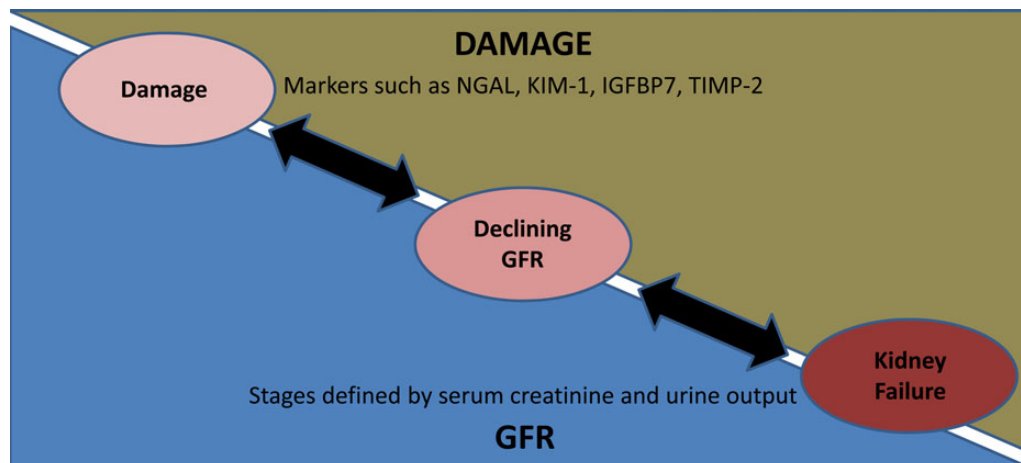 DAMAGE
Damage
Markers such as NGAL, KIM-1, IGFBP7, TIMP-2
Declining
GFR
Kidney
Failure
Stages defined by serum creatinine and urine output
GFR